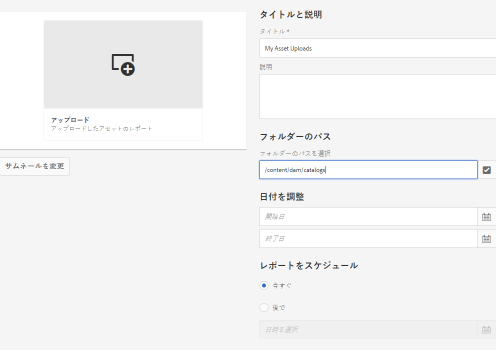 アップロード
アップロードしたアセットのレポート
サムネールを変更
タイトルと説明
タイトル *
My Asset Uploads
説明
フォルダーのパス
フォルダーのパスを選択
/content/dam/catalogs
日付を調整
開始日
終了日
レポートをスケジュール
今すぐ
後で
日時を選択